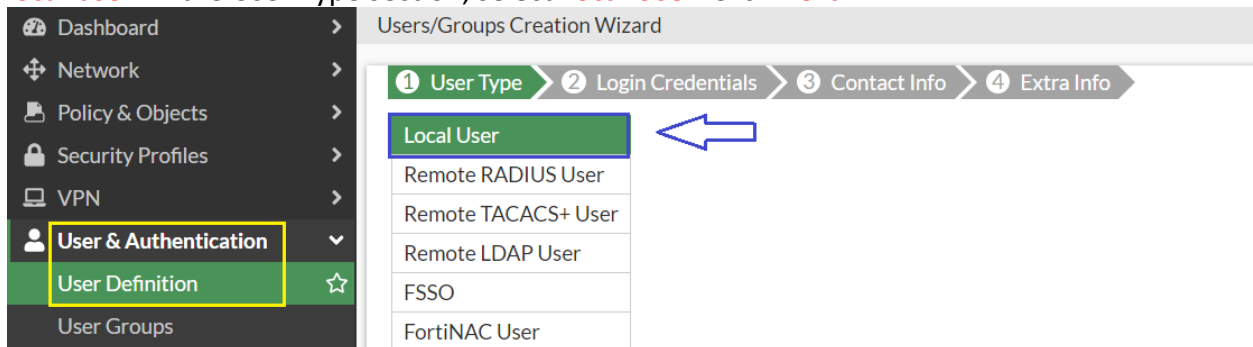 Dashboard
Network
Policy & Objects
Security Profiles
VPN
User & Authentication
User Definition
User Groups
Users/Groups Creation Wizard
1 User Type 2 Login Credentials 3 Contact Info 4 Extra Info
Local User
Remote RADIUS User
Remote TACACS+ User
Remote LDAP User
FSSO
FortiNAC User